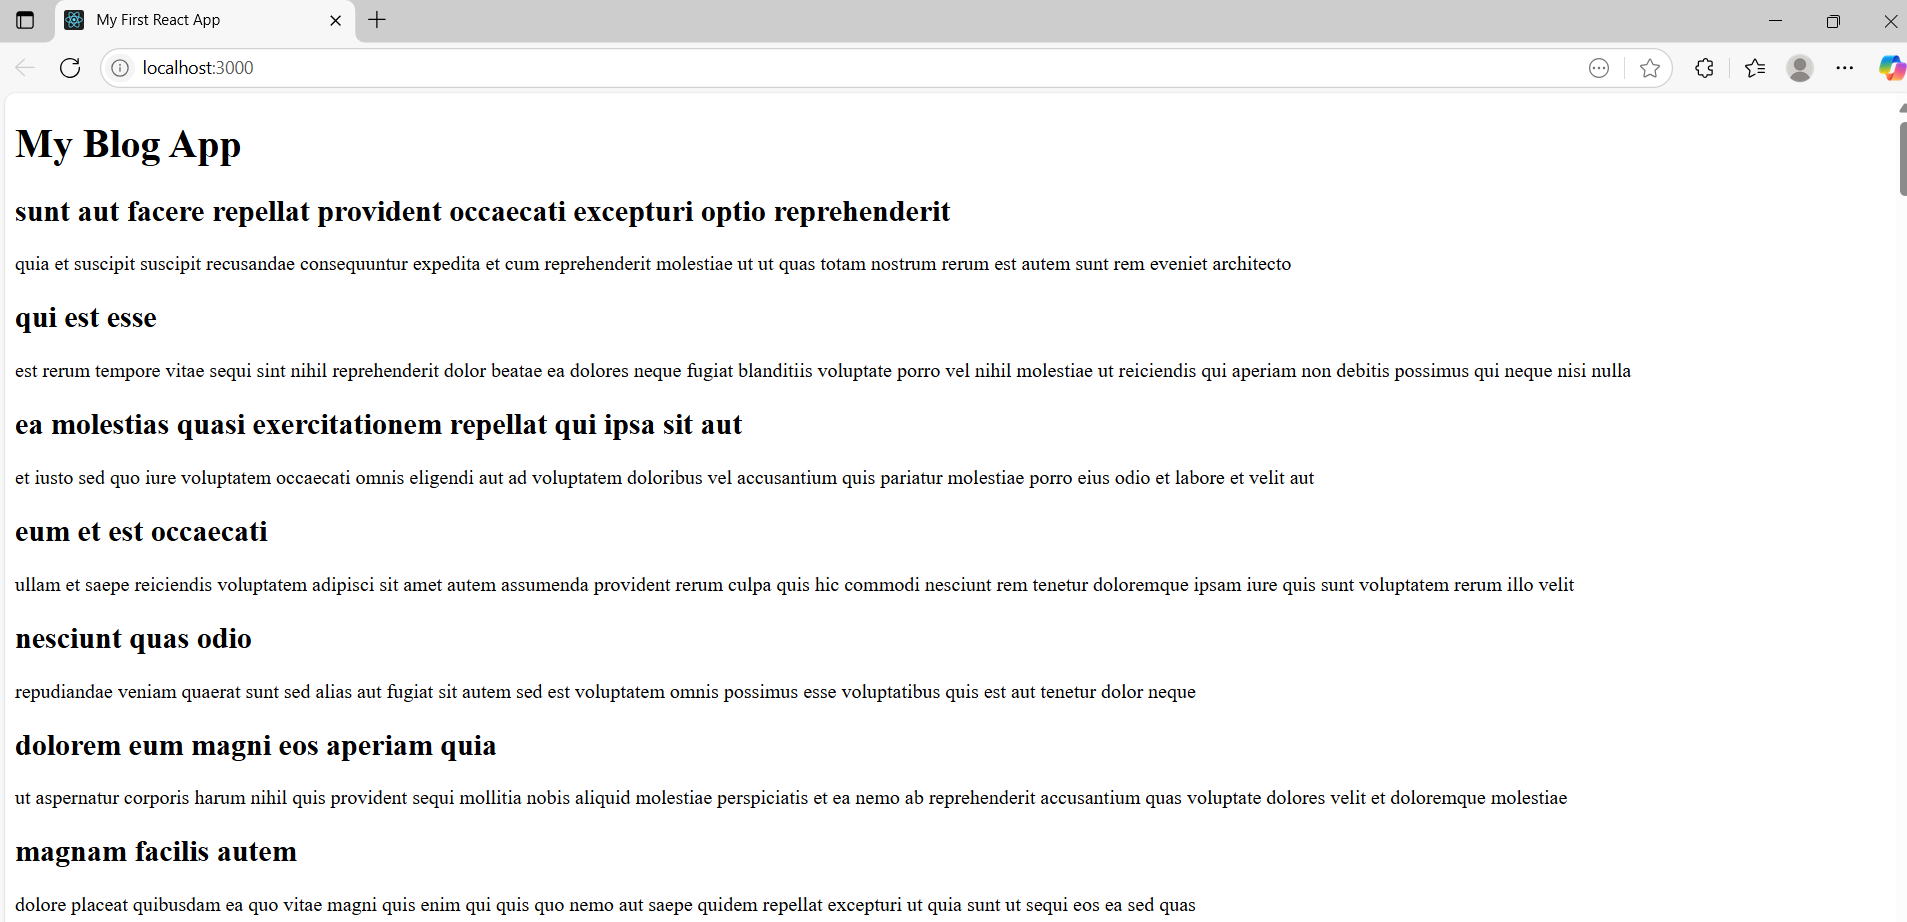 My First React App
localhost:3000
My Blog App
sunt aut facere repellat provident occaecati excepturi optio reprehenderit
quia et suscipit suscipit recusandae consequuntur expedita et cum reprehenderit molestiae ut ut quas totam nostrum rerum est autem sunt rem eveniet architecto
qui est esse
est rerum tempore vitae sequi sint nihil reprehenderit dolor beatae ea dolores neque fugiat blanditiis voluptate porro vel nihil molestiae ut reiciendis qui aperiam non debitis possimus qui neque nisi nulla
ea molestias quasi exercitationem repellat qui ipsa sit aut
et iusto sed quo iure voluptatem occaecati omnis eligendi aut ad voluptatem doloribus vel accusantium quis pariatur molestiae porro eius odio et labore et velit aut
eum et est occaecati
ullam et saepe reiciendis voluptatem adipisci sit amet autem assumenda provident rerum culpa quis hic commodi nesciunt rem tenetur doloremque ipsam iure quis sunt voluptatem rerum illo velit
nesciunt quas odio
repudiandae veniam quaerat sunt sed alias aut fugiat sit autem sed est voluptatem omnis possimus esse voluptatibus quis est aut tenetur dolor neque
dolorem eum magni eos aperiam quia
ut aspernatur corporis harum nihil quis provident sequi mollitia nobis aliquid molestiae perspiciatis et ea nemo ab reprehenderit accusantium quas voluptate dolores velit et doloremque molestiae
magnam facilis autem
dolore placeat quibusdam ea quo vitae magni quis enim qui quis quo nemo aut saepe quidem repellat excepturi ut quia sunt ut sequi eos ea sed quas